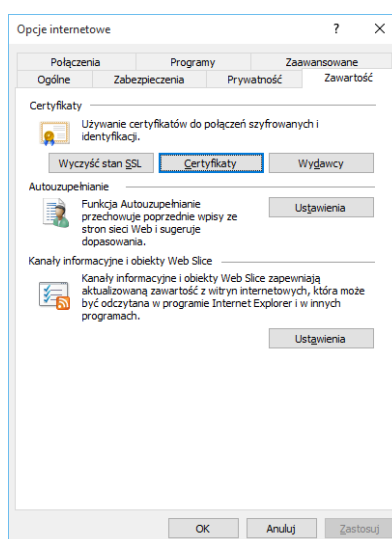 Opcje internetowe
?
Połączenia Programy Zaawansowane
Ogólne Zabezpieczenia Prywatność Zawartość
Certyfikaty
Używanie certyfikatów do połączeń szyfrowanych i
identyfikacji.
Wyczyść stan SSL Certyfikaty Wydawcy
Autouzupełnianie
Funkcja Autouzupełnianie
przechowuje poprzednie wpisy ze
stron sieci Web i sugeruje
dopasowania.
Ustawienia
Kanały informacyjne i obiekty Web Slice
Kanały informacyjne i obiekty Web Slice zapewniają
aktualizowaną zawartość z witryn internetowych, która może
być odczytana w programie Internet Explorer i w innych
programach.
Ustawienia
OK Anuluj Zastosuj